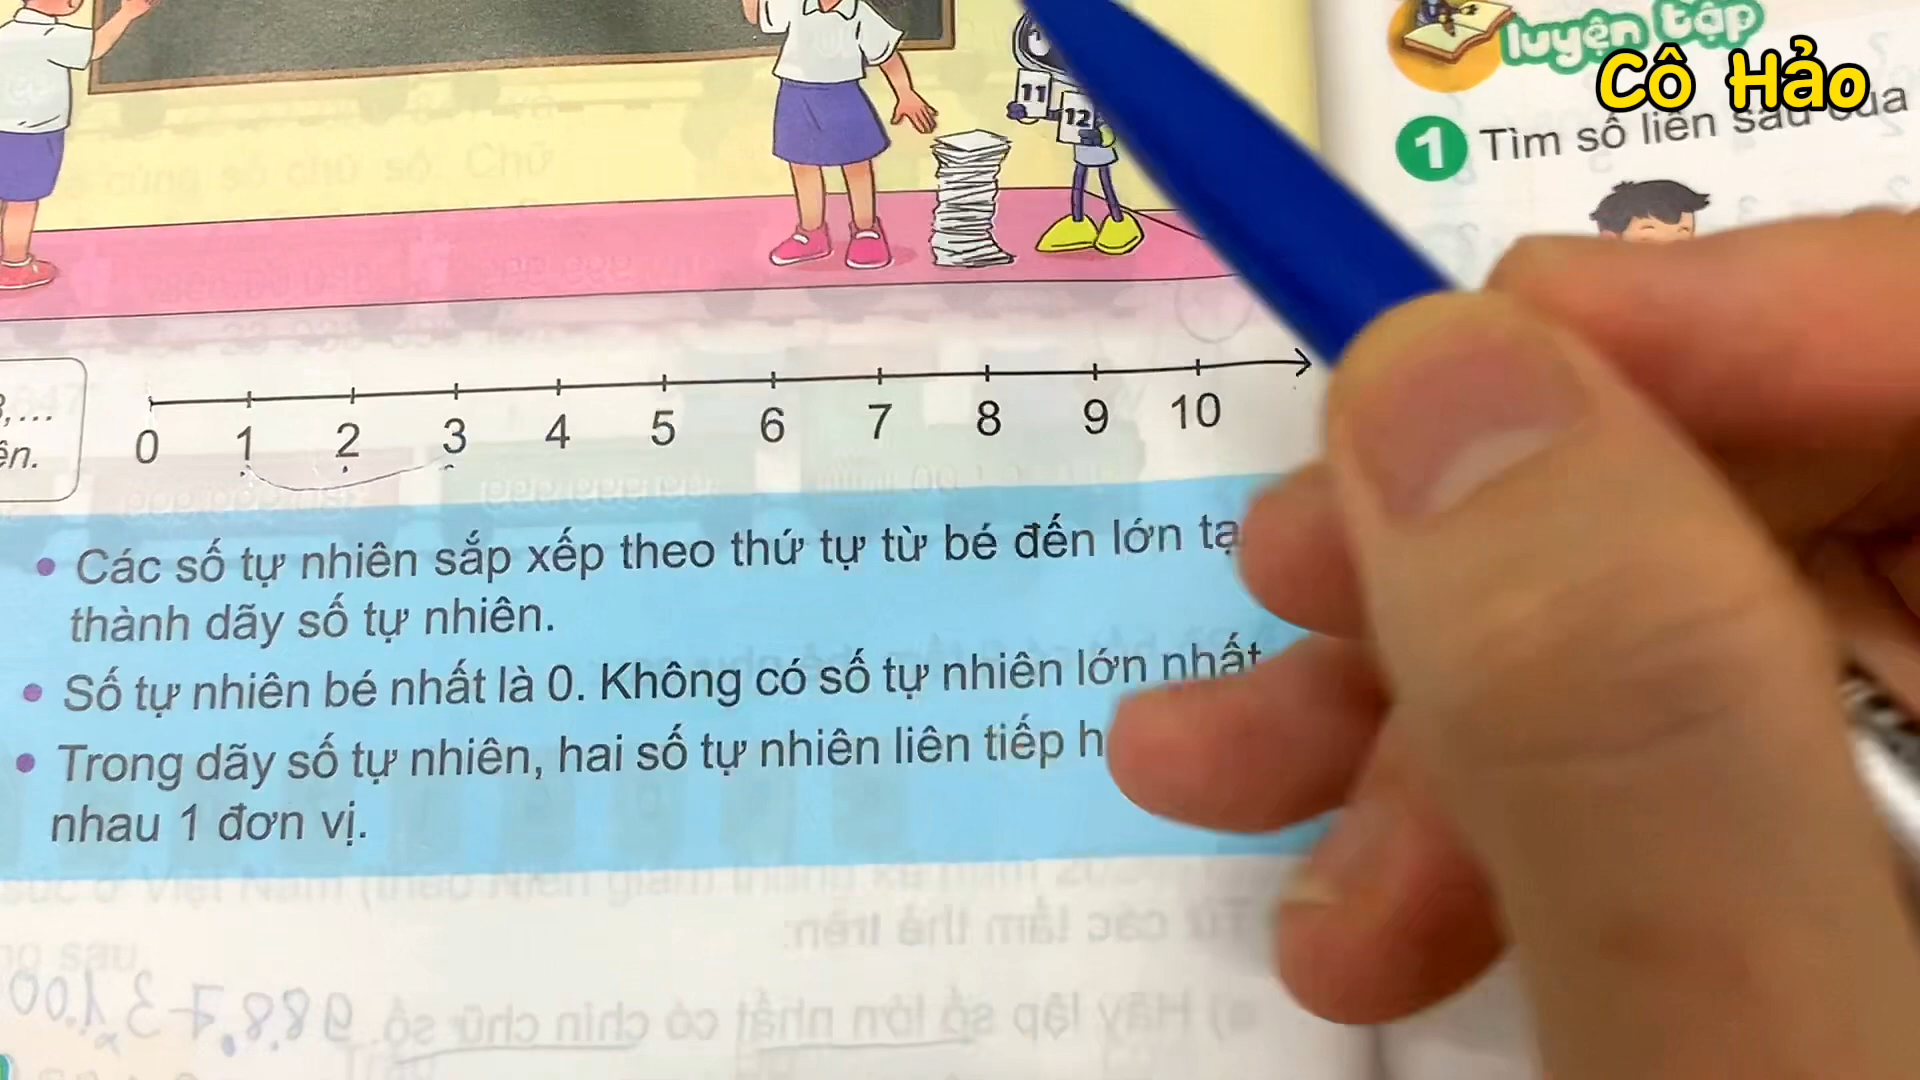 luyện tập
Cô Hảo
1 Tìm số liền sau của
11
12
0 1 2 3 4 5 6 7 8 9 10
• Các số tự nhiên sắp xếp theo thứ tự từ bé đến lớn tạ
thành dãy số tự nhiên.
• Số tự nhiên bé nhất là 0. Không có số tự nhiên lớn nhất
• Trong dãy số tự nhiên, hai số tự nhiên liên tiếp h
nhau 1 đơn vị.